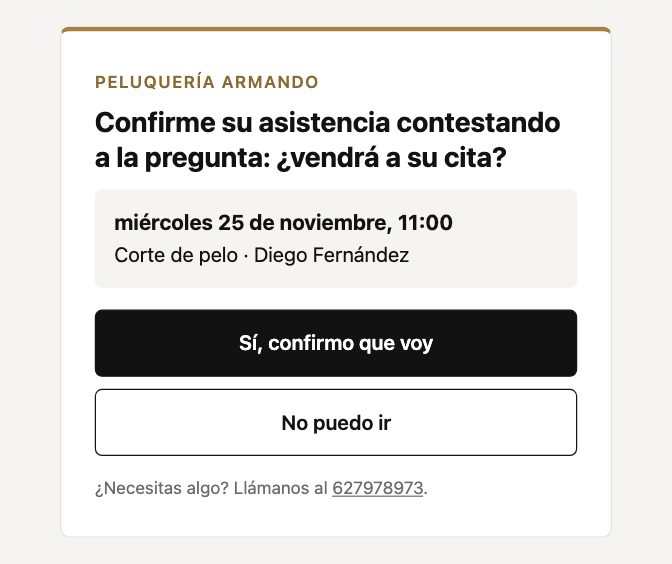 PELUQUERÍA ARMANDO
Confirme su asistencia contestando
a la pregunta: ¿vendrá a su cita?
miércoles 25 de noviembre, 11:00
Corte de pelo · Diego Fernández
Sí, confirmo que voy
No puedo ir
¿Necesitas algo? Llámanos al 627978973.